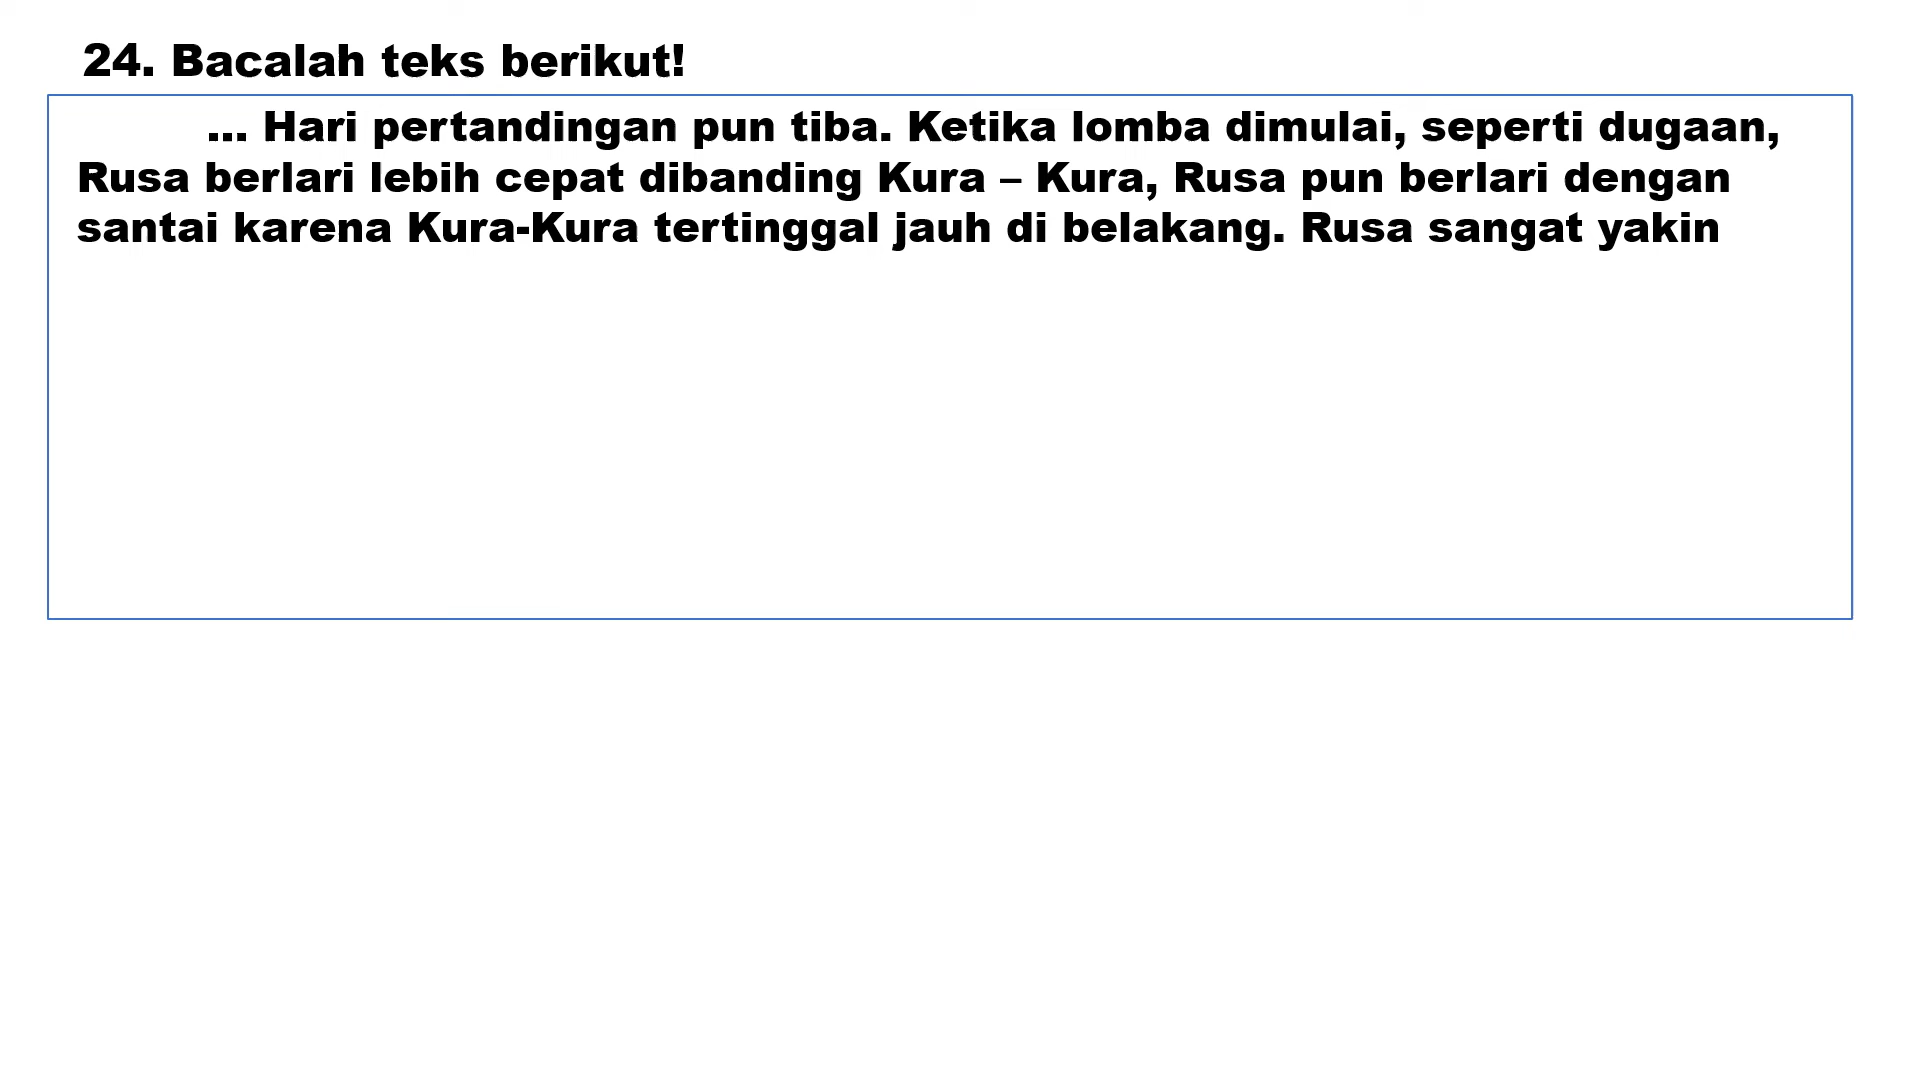 24. Bacalah teks berikut!
... Hari pertandingan pun tiba. Ketika lomba dimulai, seperti dugaan,
Rusa berlari lebih cepat dibanding Kura – Kura, Rusa pun berlari dengan
santai karena Kura-Kura tertinggal jauh di belakang. Rusa sangat yakin